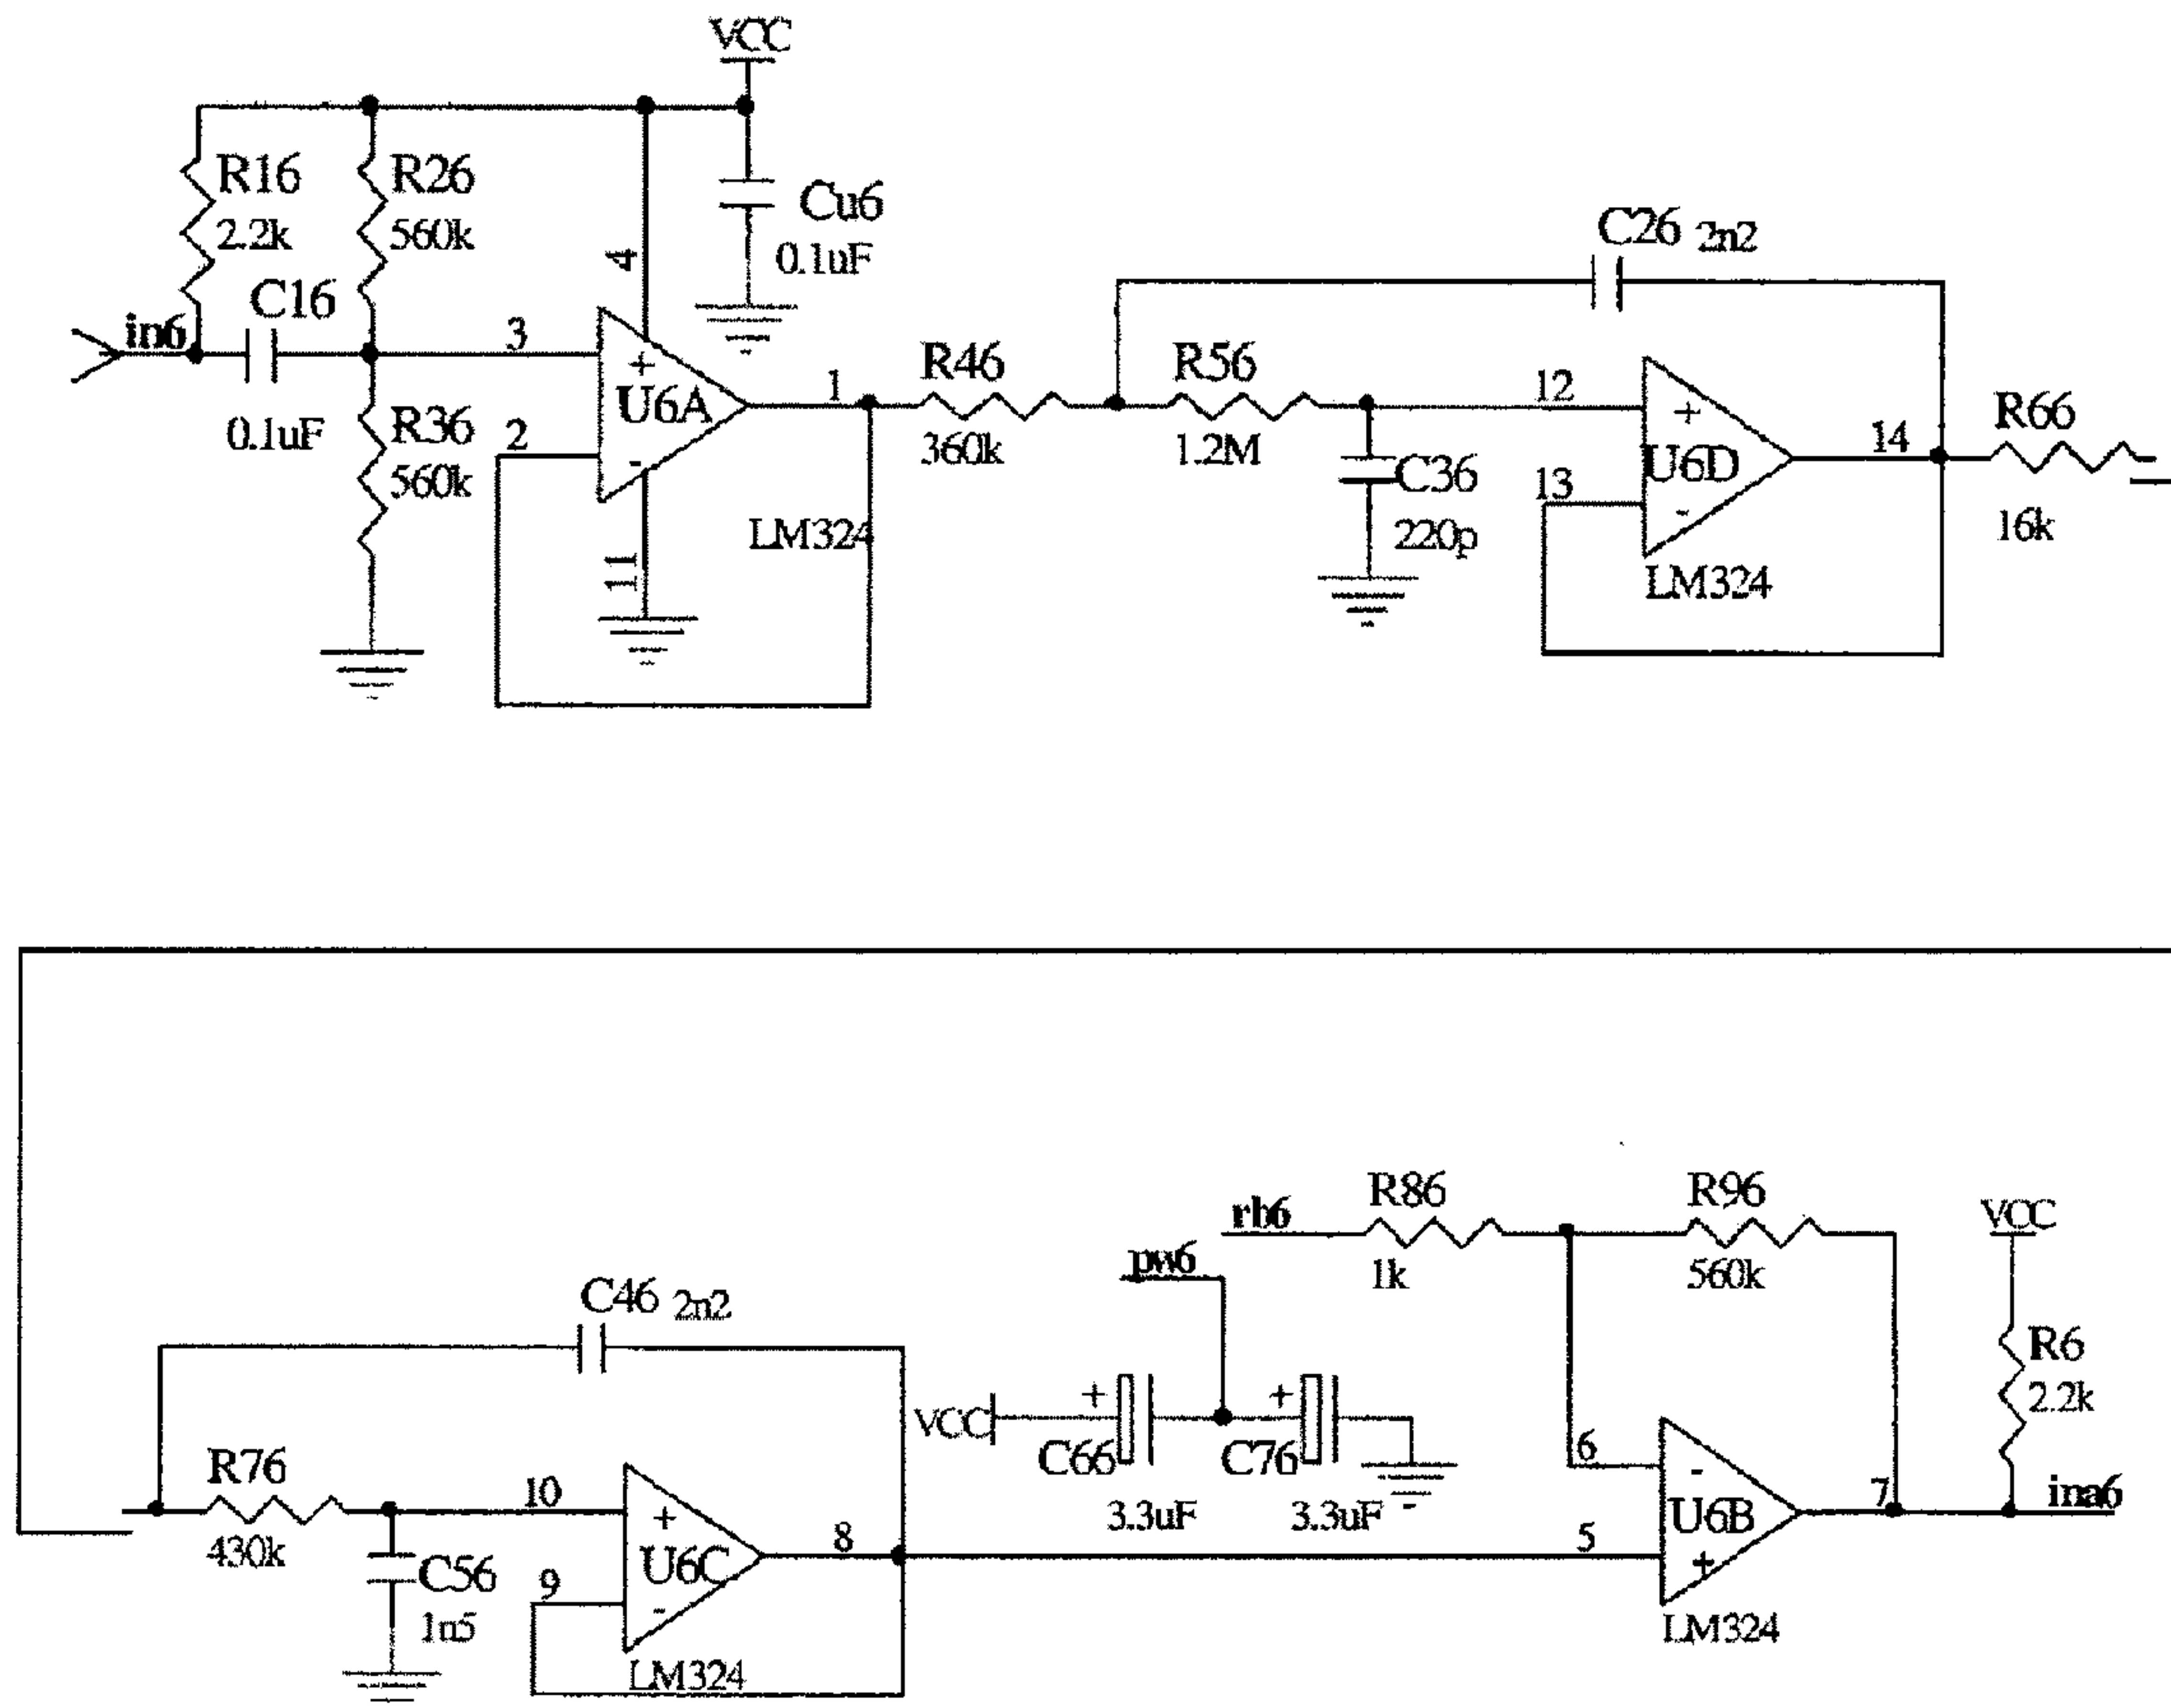 VCC
R16
2.2k
R26
560k
Cu6
0.1uF
4
in6
C16
0.1uF
3
+
U6A
-
2
R36
560k
11
LM324
1
R46
360k
R56
1.2M
C26 2n2
12
+
U6D
-
13
C36
220p
LM324
14
R66
16k
C46 2n2
R76
430k
10
+
U6C
-
9
C56
1n5
LM324
8
rb6
pw6
R86
1k
R96
560k
VCC
R6
2.2k
VCC
+
C66
3.3uF
+
C76
3.3uF
6
-
U6B
+
5
7
ina6
LM324